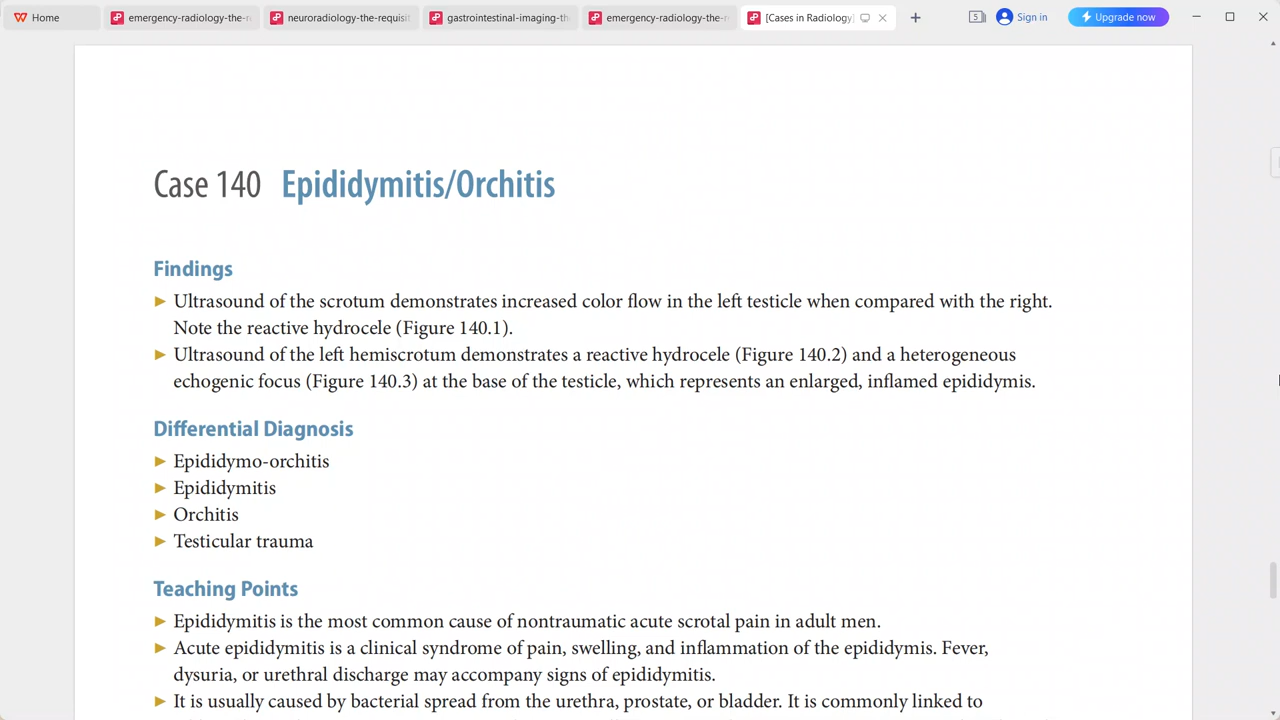 Home
emergency-radiology-the-r
neuroradiology-the-requisit
gastrointestinal-imaging-th
emergency-radiology-the-r
[Cases in Radiology]
5
Sign in
Upgrade now
Case 140 Epididymitis/Orchitis
Findings
► Ultrasound of the scrotum demonstrates increased color flow in the left testicle when compared with the right.
Note the reactive hydrocele (Figure 140.1).
► Ultrasound of the left hemiscrotum demonstrates a reactive hydrocele (Figure 140.2) and a heterogeneous
echogenic focus (Figure 140.3) at the base of the testicle, which represents an enlarged, inflamed epididymis.
Differential Diagnosis
► Epididymo-orchitis
► Epididymitis
► Orchitis
► Testicular trauma
Teaching Points
► Epididymitis is the most common cause of nontraumatic acute scrotal pain in adult men.
► Acute epididymitis is a clinical syndrome of pain, swelling, and inflammation of the epididymis. Fever,
dysuria, or urethral discharge may accompany signs of epididymitis.
► It is usually caused by bacterial spread from the urethra, prostate, or bladder. It is commonly linked to